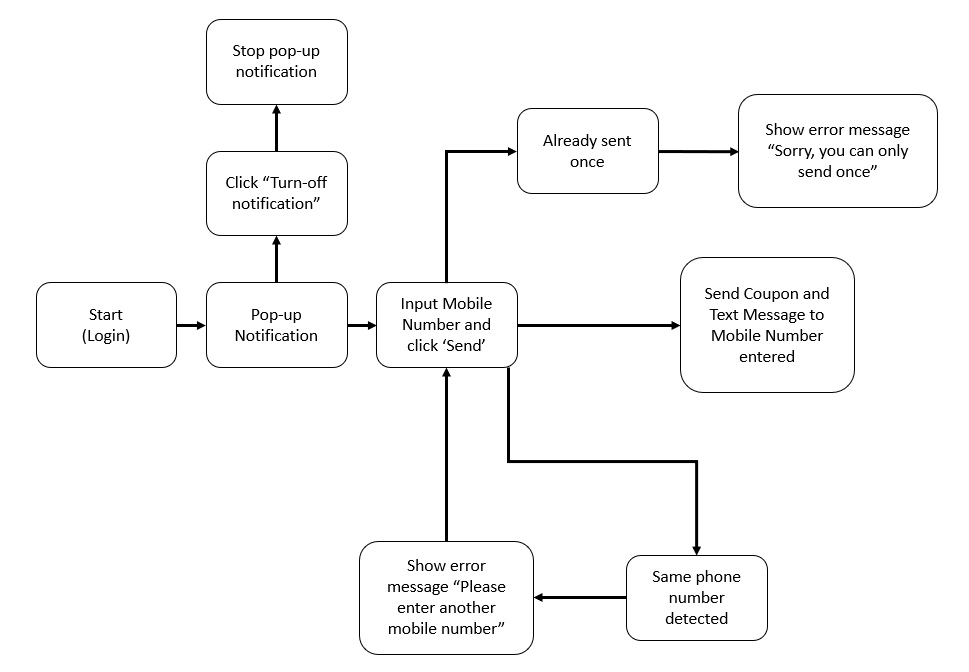 Stop pop-up
notification
Click “Turn-off
notification”
Already sent
once
Show error message
“Sorry, you can only
send once”
Start
(Login)
Pop-up
Notification
Input Mobile
Number and
click ‘Send’
Send Coupon and
Text Message to
Mobile Number
entered
Show error
message “Please
enter another
mobile number”
Same phone
number
detected